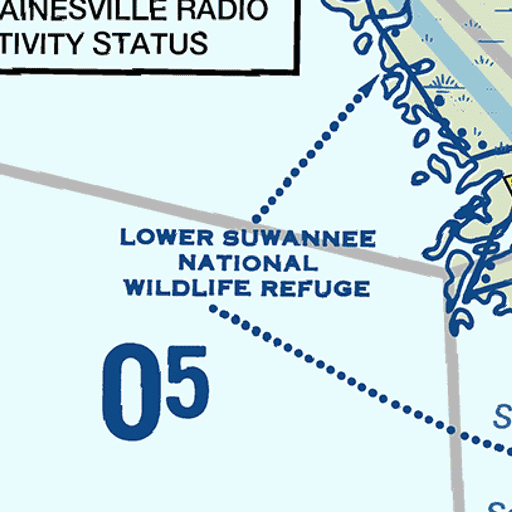 AINESVILLE RADIO
TIVITY STATUS
LOWER SUWANNEE
NATIONAL
WILDLIFE REFUGE
05
S